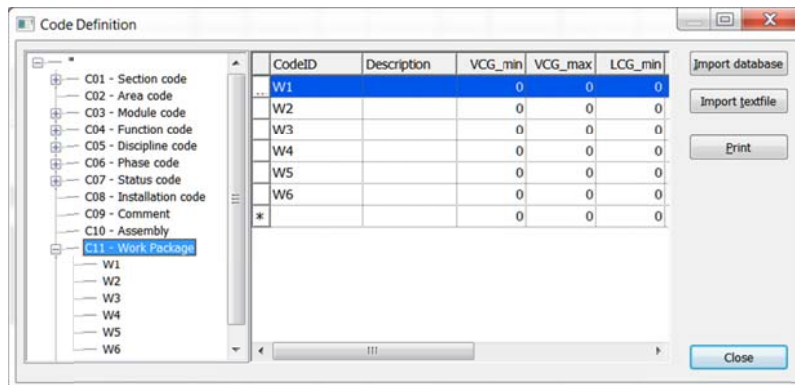 Code Definition
*
C01 - Section code
C02 - Area code
C03 - Module code
C04 - Function code
C05 - Discipline code
C06 - Phase code
C07 - Status code
C08 - Installation code
C09 - Comment
C10 - Assembly
C11 - Work Package
W1
W2
W3
W4
W5
W6
CodeID Description VCG_min VCG_max LCG_min
... W1 0 0 0
W2 0 0 0
W3 0 0 0
W4 0 0 0
W5 0 0 0
W6 0 0 0
* 0 0 0
Import database
Import textfile
Print
Close